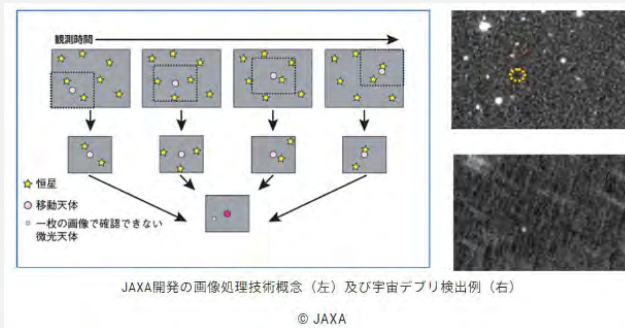 観測時間
恒星
移動天体
一枚の画像で確認できない
微光天体
JAXA開発の画像処理技術概念（左）及び宇宙デブリ検出例（右）
© JAXA